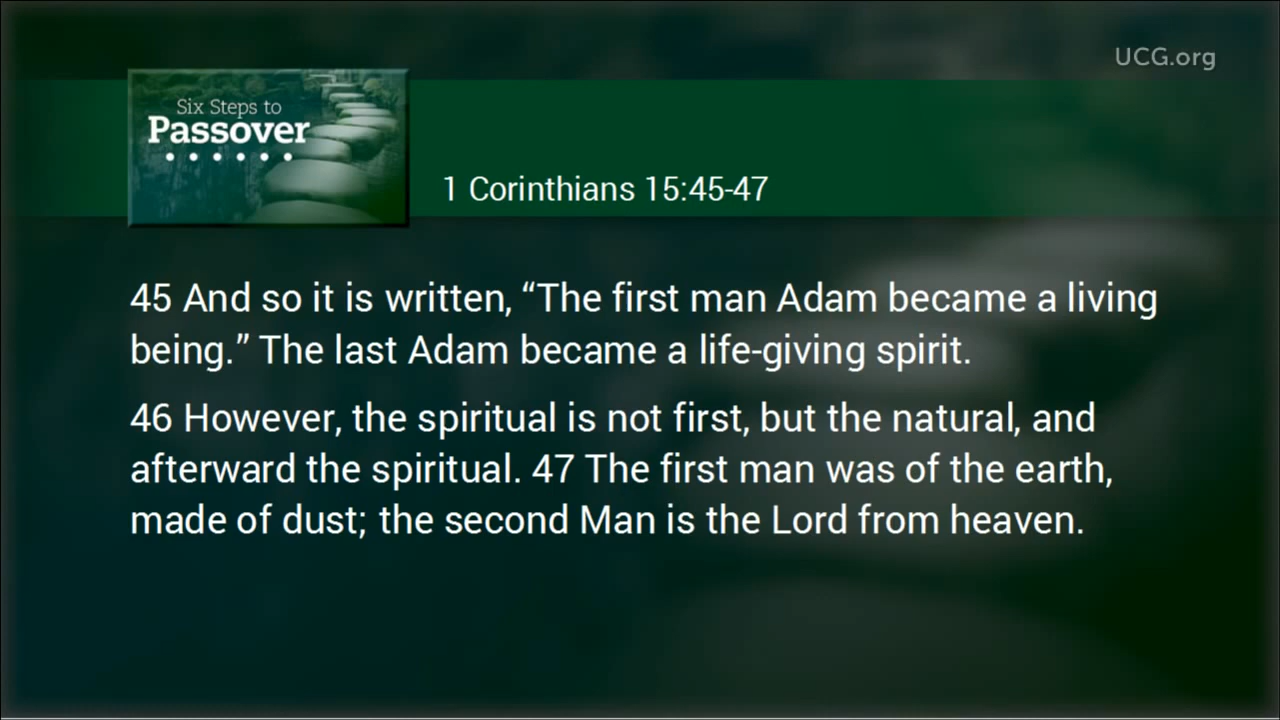 UCG.org
Six Steps to
Passover
1 Corinthians 15:45-47
45 And so it is written, “The first man Adam became a living
being.” The last Adam became a life-giving spirit.
46 However, the spiritual is not first, but the natural, and
afterward the spiritual. 47 The first man was of the earth,
made of dust; the second Man is the Lord from heaven.